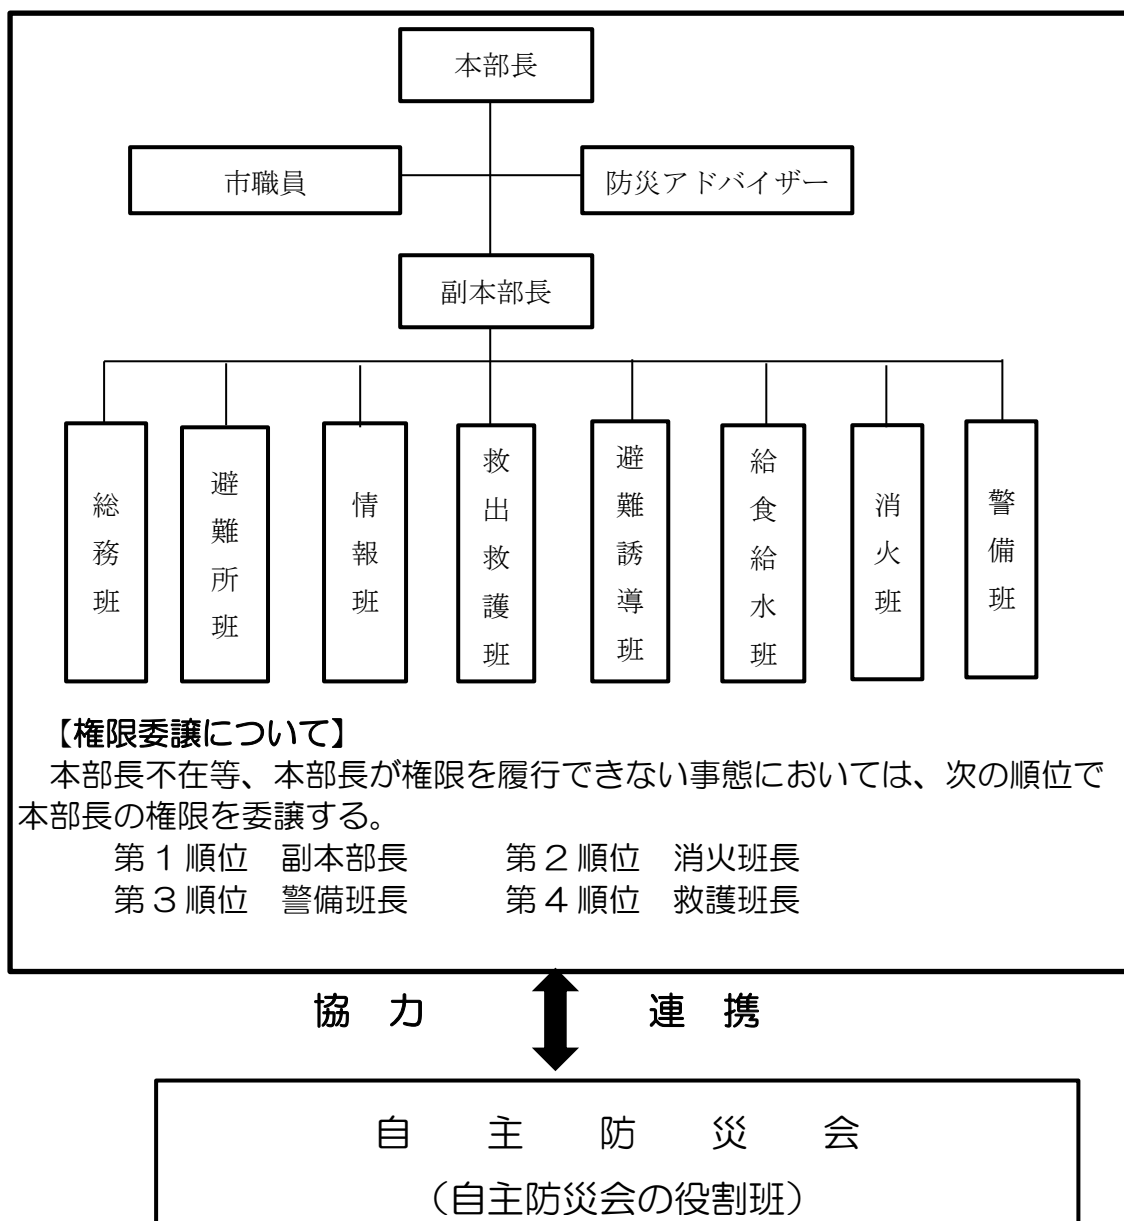 本部長
市職員
防災アドバイザー
副本部長
総務班
避難所班
情報班
救出救護班
避難誘導班
給食給水班
消火班
警備班
【権限委譲について】
本部長不在等、本部長が権限を履行できない事態においては、次の順位で
本部長の権限を委譲する。
第1順位　副本部長　　　第2順位　消火班長
第3順位　警備班長　　　第4順位　救護班長
協　力　　　連　携
自　主　防　災　会
（自主防災会の役割班）